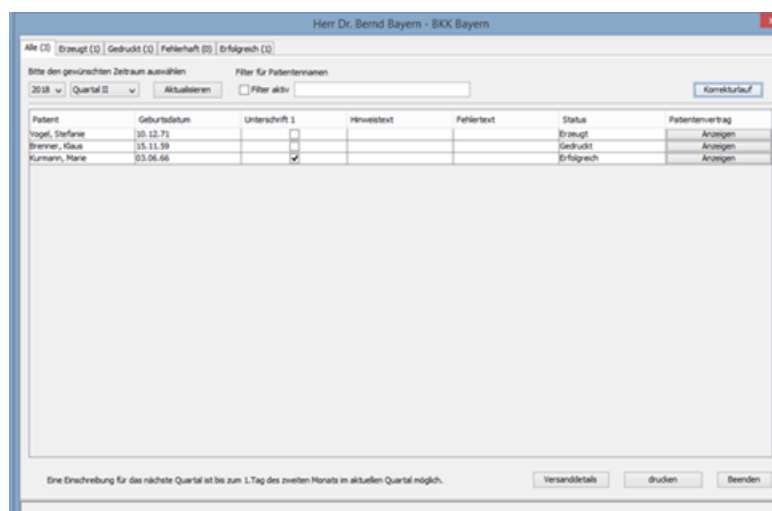 Herr Dr. Bernd Bayern - BKK Bayern
Alle (3) Erzeugt (1) Gedruckt (1) Fehlerhaft (0) Erfolgreich (1)
Bitte den gewünschten Zeitraum auswählen Filter für Patientennamen
2018 Quartal II Aktualisieren Filter aktiv Korrekturlauf
Patient Geburtsdatum Unterschrift 1 Hinweistext Fehlertext Status Patientenvertrag
Vogel, Stefanie 10.12.71 Erzeugt Anzeigen
Brenner, Klaus 15.11.59 Gedruckt Anzeigen
Kurmann, Marie 03.06.66 Erfolgreich Anzeigen
Eine Einschreibung für das nächste Quartal ist bis zum 1.Tag des zweiten Monats im aktuellen Quartal möglich. Versanddetails drucken Beenden